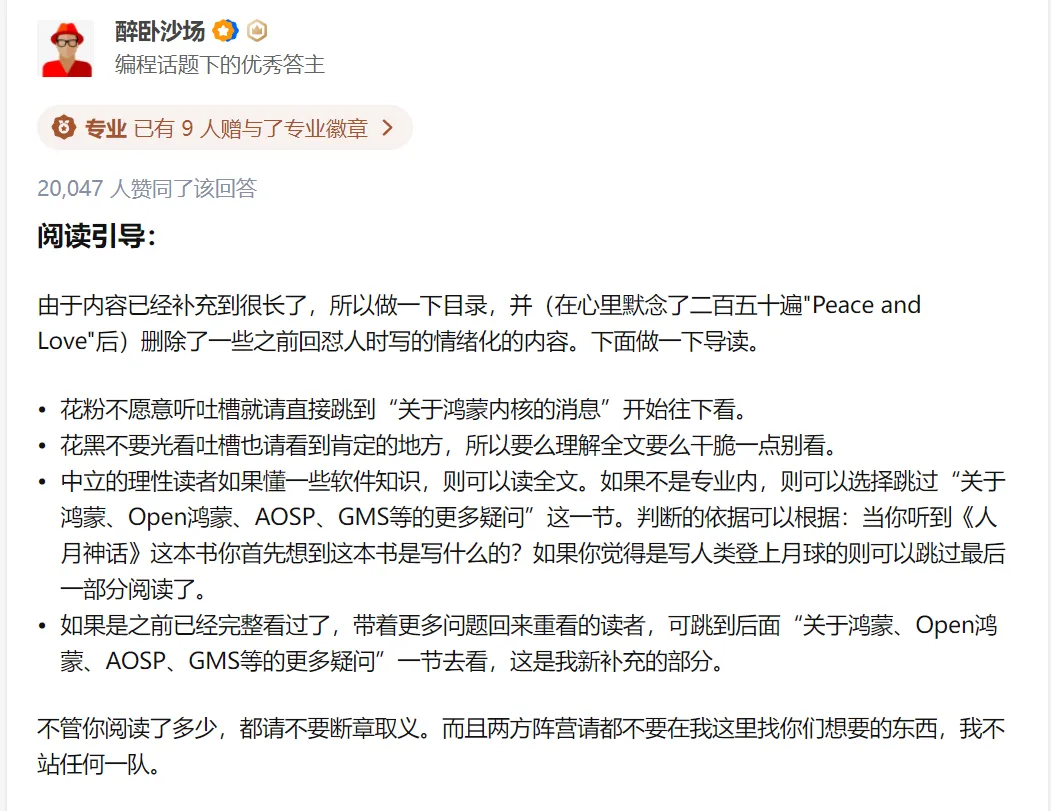 醉卧沙场
编程话题下的优秀答主
专业 已有 9 人赠与了专业徽章
20,047 人赞同了该回答
阅读引导：
由于内容已经补充到很长了，所以做一下目录，并（在心里默念了二百五十遍"Peace and
Love"后）删除了一些之前回怼人时写的情绪化的内容。下面做一下导读。
• 花粉不愿意听吐槽就请直接跳到“关于鸿蒙内核的消息”开始往下看。
• 花黑不要光看吐槽也请看到肯定的地方，所以要么理解全文要么干脆一点别看。
• 中立的理性读者如果懂一些软件知识，则可以读全文。如果不是专业内，则可以选择跳过“关于
鸿蒙、Open鸿蒙、AOSP、GMS等的更多疑问”这一节。判断的依据可以根据：当你听到《人
月神话》这本书你首先想到这本书是写什么的？如果你觉得是写人类登上月球的则可以跳过最后
一部分阅读了。
• 如果是之前已经完整看过了，带着更多问题回来重看的读者，可跳到后面“关于鸿蒙、Open鸿
蒙、AOSP、GMS等的更多疑问”一节去看，这是我新补充的部分。
不管你阅读了多少，都请不要断章取义。而且两方阵营请都不要在我这里找你们想要的东西，我不
站任何一队。